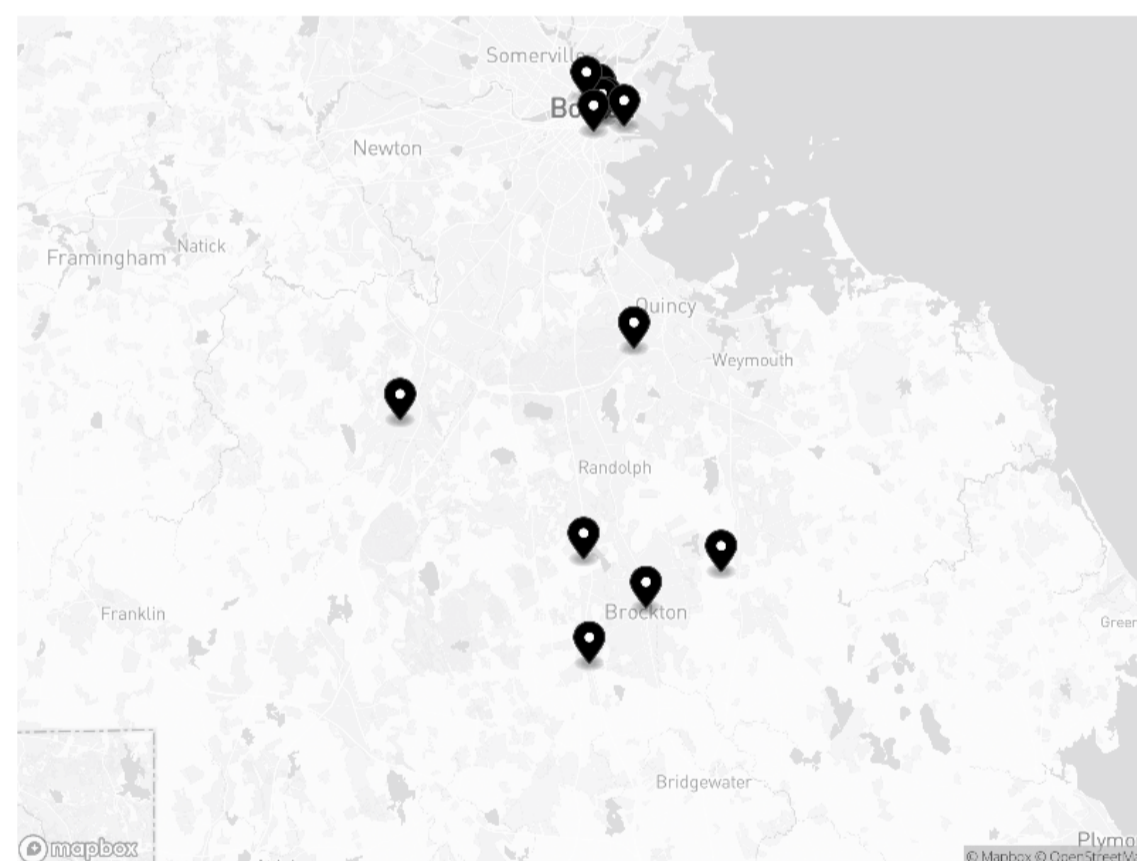 Somerville
Newton
Natick
Framingham
Quincy
Weymouth
Randolph
Franklin
Brockton
Bridgewater
mapbox
© Mapbox © OpenStreetM